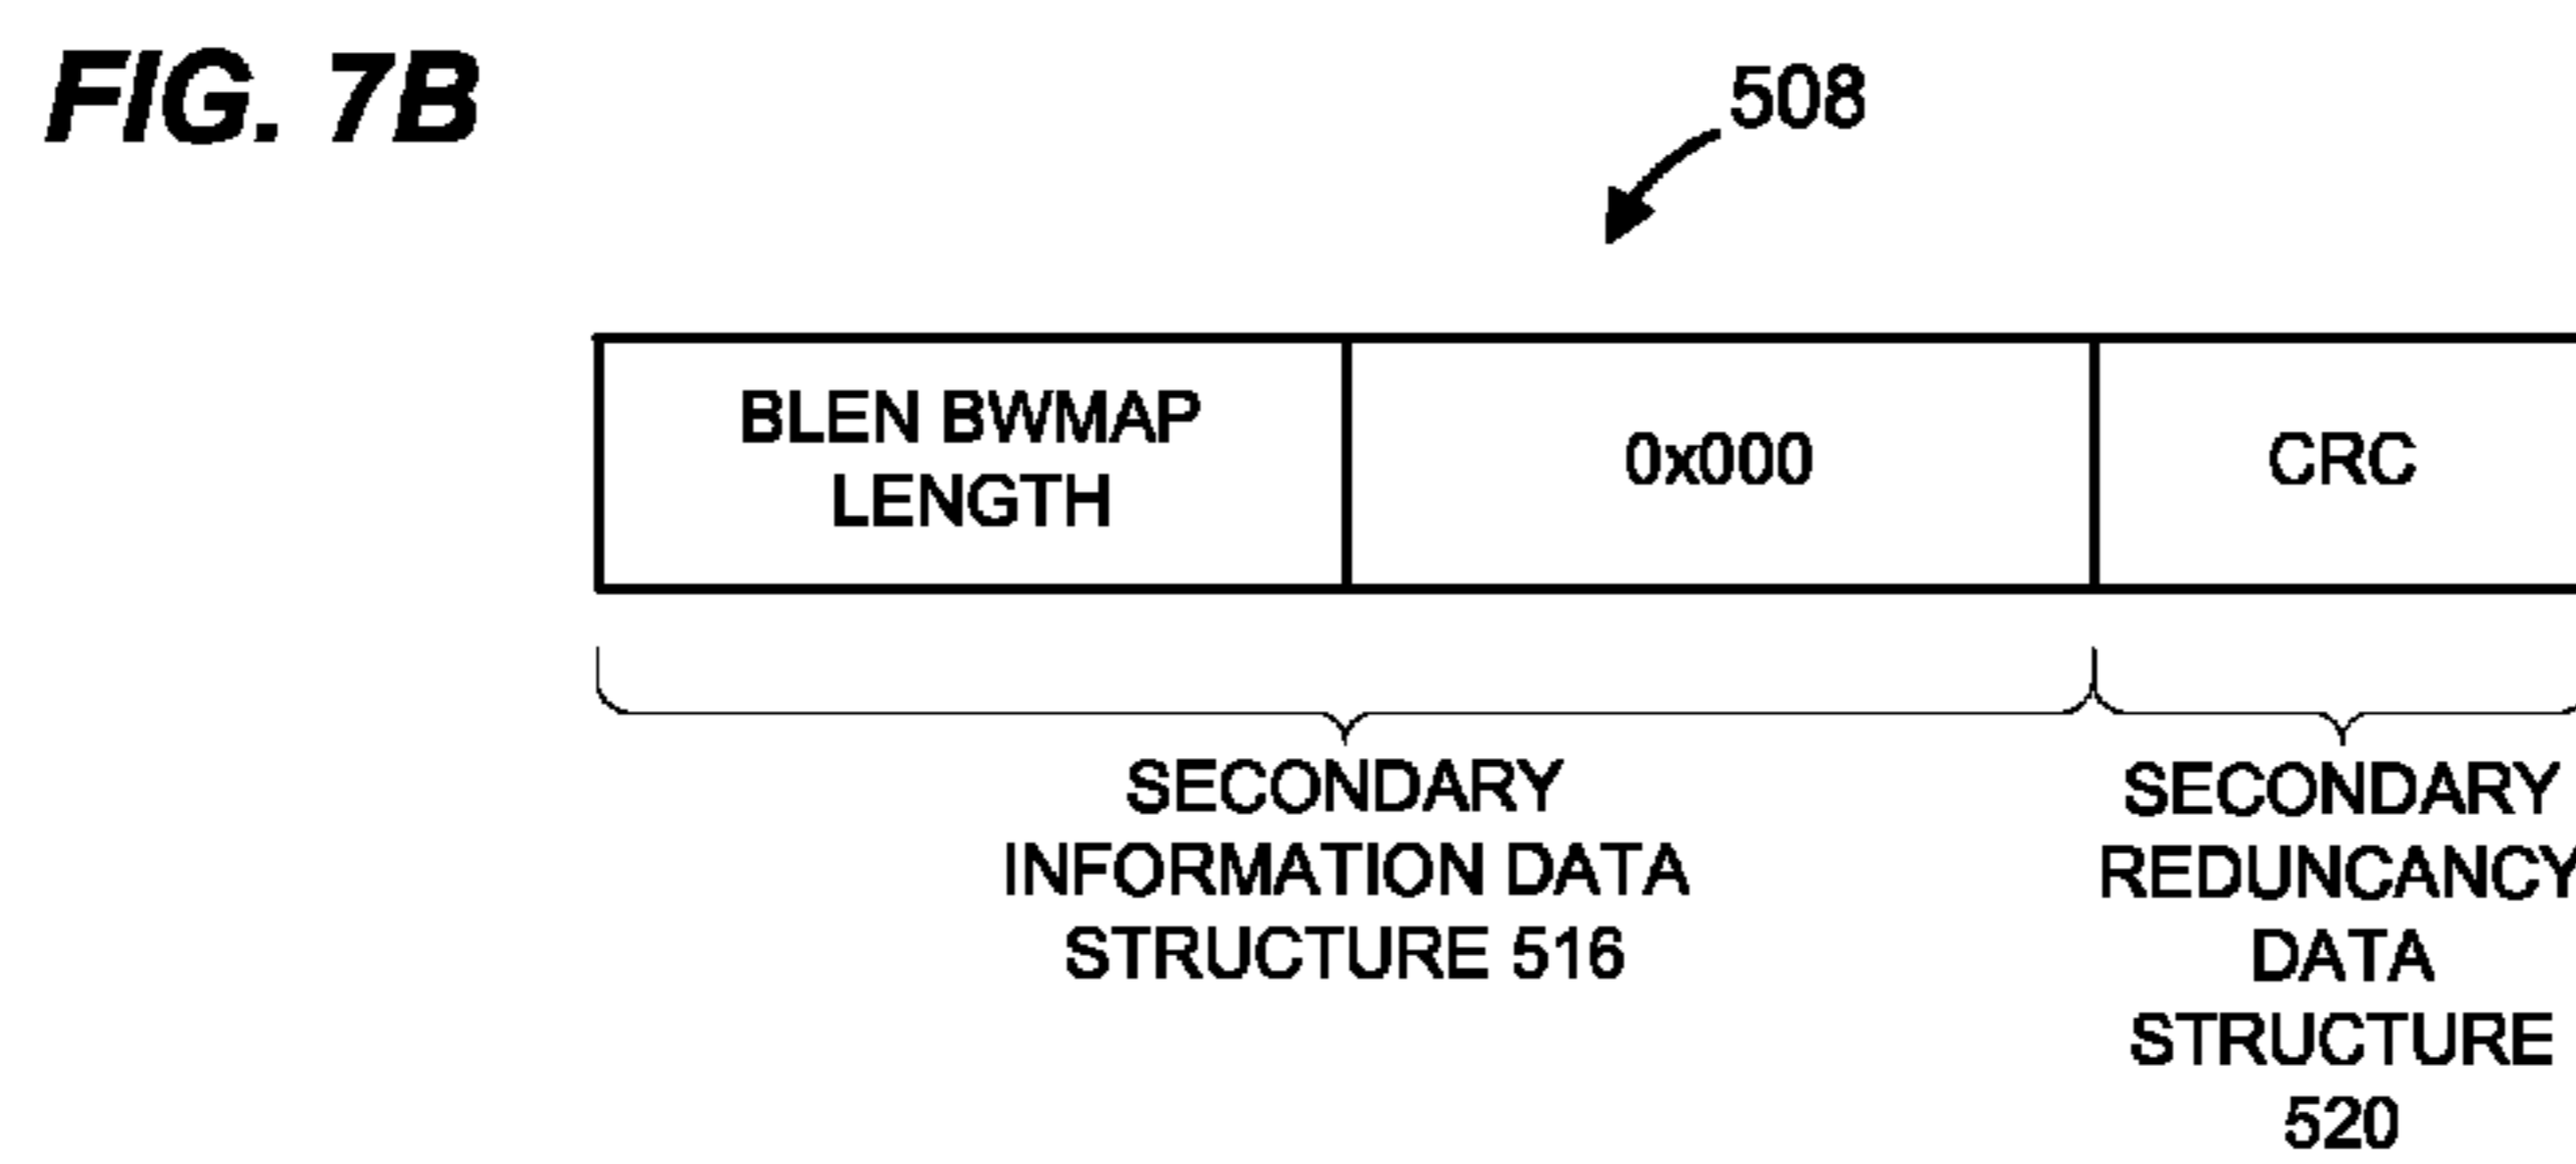 FIG. 7B
508
BLEN BWMAP
LENGTH
0x000
CRC
SECONDARY
INFORMATION DATA
STRUCTURE 516
SECONDARY
REDUNCANCY
DATA
STRUCTURE
520